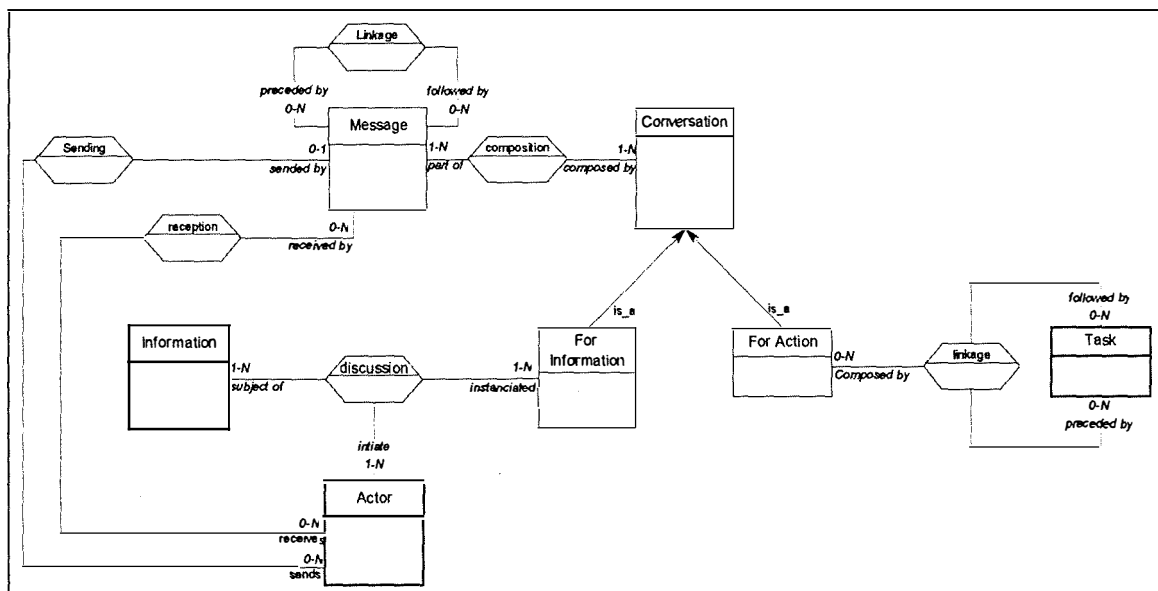 Linkage
preceded by
0-N
followed by
0-N
Message
Conversation
Sending
0-1
sended by
1-N
part of
composition
1-N
composed by
reception
0-N
received by
is_a
is_a
followed by
0-N
Information
1-N
subject of
discussion
1-N
instanciated
For
Information
For Action
0-N
Composed by
linkage
Task
0-N
preceded by
intiate
1-N
Actor
0-N
receives
0-N
sends